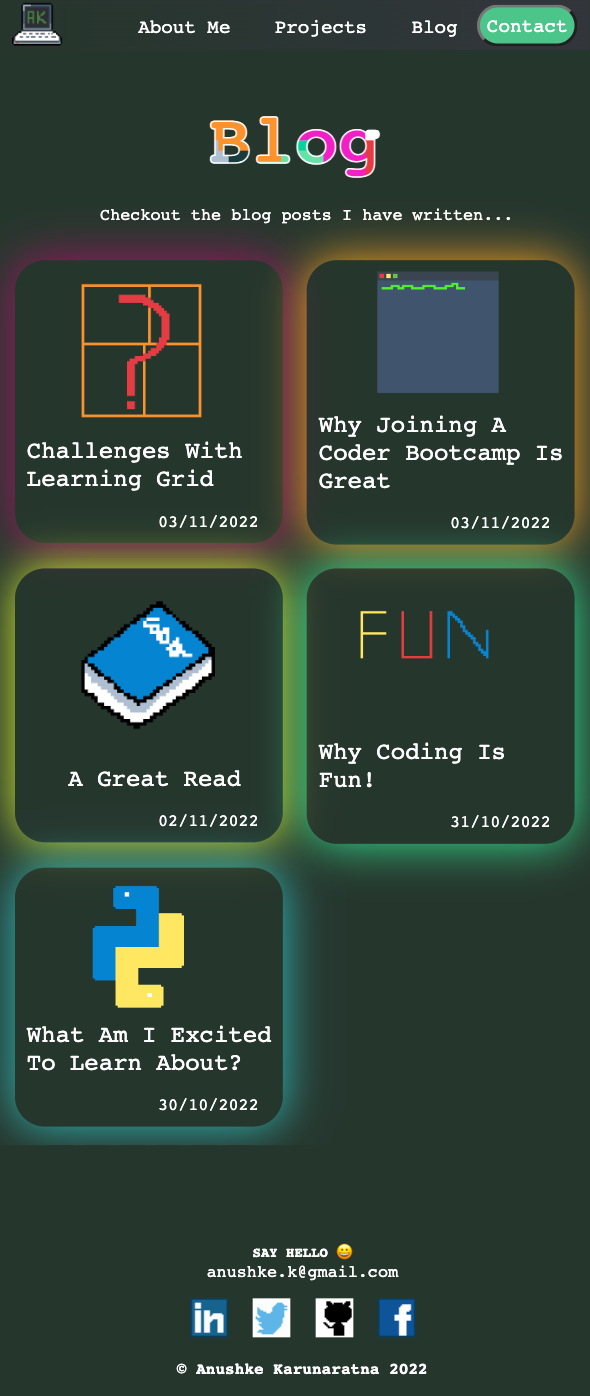 AK
About Me Projects Blog Contact
Blog
Checkout the blog posts I have written...
Challenges With
Learning Grid
03/11/2022
Why Joining A
Coder Bootcamp Is
Great
03/11/2022
A Great Read
02/11/2022
FUN
Why Coding Is
Fun!
31/10/2022
What Am I Excited
To Learn About?
30/10/2022
SAY HELLO 😀
anushke.k@gmail.com
in
f
© Anushke Karunaratna 2022